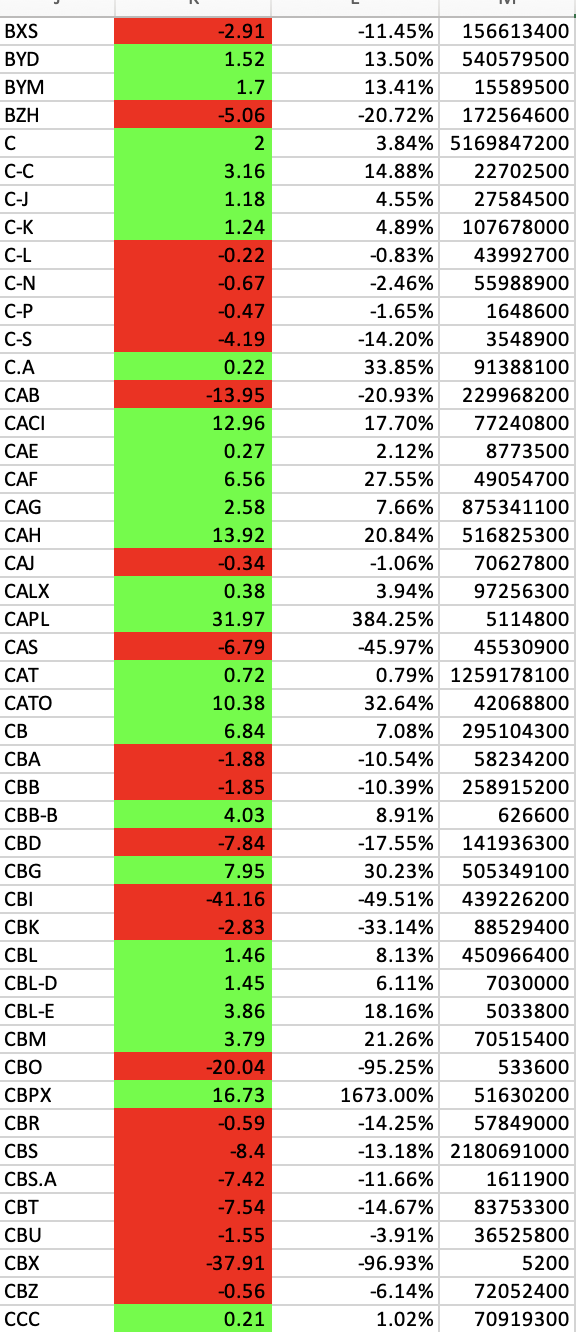 BXS -2.91 -11.45% 156613400
BYD 1.52 13.50% 540579500
BYM 1.7 13.41% 15589500
BZH -5.06 -20.72% 172564600
C 2 3.84% 5169847200
C-C 3.16 14.88% 22702500
C-J 1.18 4.55% 27584500
C-K 1.24 4.89% 107678000
C-L -0.22 -0.83% 43992700
C-N -0.67 -2.46% 55988900
C-P -0.47 -1.65% 1648600
C-S -4.19 -14.20% 3548900
C.A 0.22 33.85% 91388100
CAB -13.95 -20.93% 229968200
CACI 12.96 17.70% 77240800
CAE 0.27 2.12% 8773500
CAF 6.56 27.55% 49054700
CAG 2.58 7.66% 875341100
CAH 13.92 20.84% 516825300
CAJ -0.34 -1.06% 70627800
CALX 0.38 3.94% 97256300
CAPL 31.97 384.25% 5114800
CAS -6.79 -45.97% 45530900
CAT 0.72 0.79% 1259178100
CATO 10.38 32.64% 42068800
CB 6.84 7.08% 295104300
CBA -1.88 -10.54% 58234200
CBB -1.85 -10.39% 258915200
CBB-B 4.03 8.91% 626600
CBD -7.84 -17.55% 141936300
CBG 7.95 30.23% 505349100
CBI -41.16 -49.51% 439226200
CBK -2.83 -33.14% 88529400
CBL 1.46 8.13% 450966400
CBL-D 1.45 6.11% 7030000
CBL-E 3.86 18.16% 5033800
CBM 3.79 21.26% 70515400
CBO -20.04 -95.25% 533600
CBPX 16.73 1673.00% 51630200
CBR -0.59 -14.25% 57849000
CBS -8.4 -13.18% 2180691000
CBS.A -7.42 -11.66% 1611900
CBT -7.54 -14.67% 83753300
CBU -1.55 -3.91% 36525800
CBX -37.91 -96.93% 5200
CBZ -0.56 -6.14% 72052400
CCC 0.21 1.02% 70919300